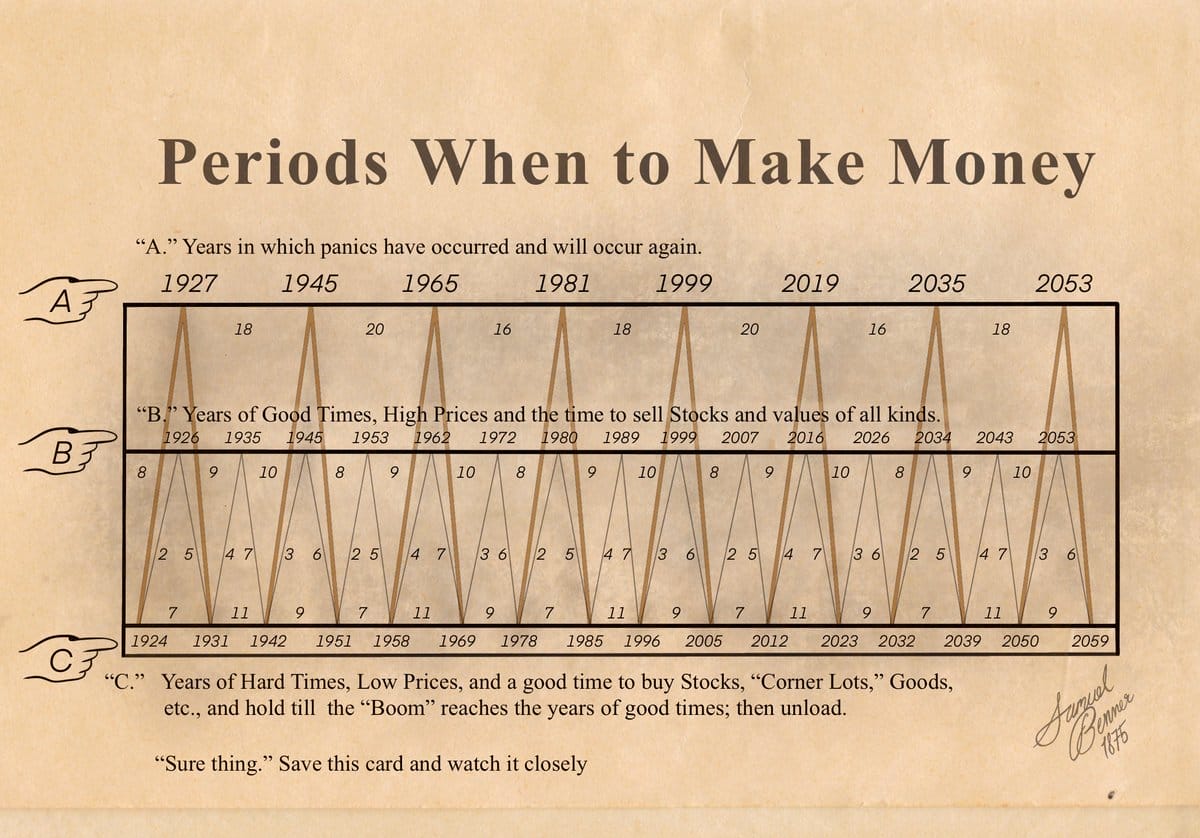 Periods When to Make Money
“A.” Years in which panics have occurred and will occur again.
1927 1945 1965 1981 1999 2019 2035 2053
A
18 20 16 18 20 16 18
“B.” Years of Good Times, High Prices and the time to sell Stocks and values of all kinds.
1926 1935 1945 1953 1962 1972 1980 1989 1999 2007 2016 2026 2034 2043 2053
B
8 9 10 8 9 10 8 9 10 8 9 10 8 9 10
2 5 4 7 3 6 2 5 4 7 3 6 2 5 4 7 3 6 2 5 4 7 3 6 2 5 4 7 3 6
7 11 9 7 11 9 7 11 9 7 11 9 7 11 9
1924 1931 1942 1951 1958 1969 1978 1985 1996 2005 2012 2023 2032 2039 2050 2059
C
“C.” Years of Hard Times, Low Prices, and a good time to buy Stocks, “Corner Lots,” Goods,
etc., and hold till the “Boom” reaches the years of good times; then unload.
Samuel
Benner
1875
“Sure thing.” Save this card and watch it closely